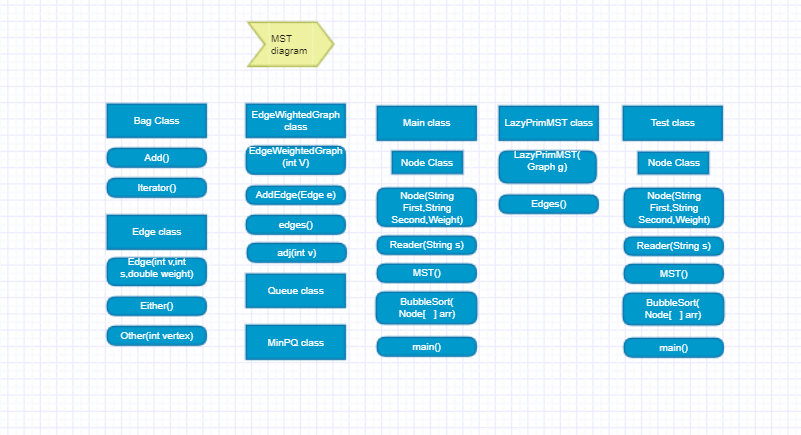 MST
diagram
Bag Class
Add()
Iterator()
Edge class
Edge(int v,int
s,double weight)
Either()
Other(int vertex)
EdgeWightedGraph
class
EdgeWeightedGraph
(int V)
AddEdge(Edge e)
edges()
adj(int v)
Queue class
MinPQ class
Main class
Node Class
Node(String
First,String
Second,Weight)
Reader(String s)
MST()
BubbleSort(
Node[ ] arr)
main()
LazyPrimMST class
LazyPrimMST(
Graph g)
Edges()
Test class
Node Class
Node(String
First,String
Second,Weight)
Reader(String s)
MST()
BubbleSort(
Node[ ] arr)
main()